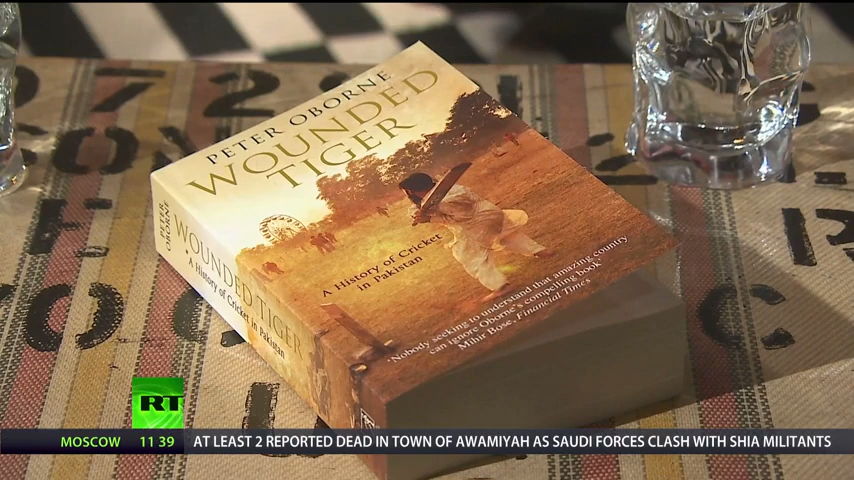 PETER OBORNE
WOUNDED
TIGER
A History of Cricket
in Pakistan
'Nobody seeking to understand that amazing country
can ignore Oborne's compelling book'
Mihir Bose, Financial Times
PETER
OBORNE
WOUNDED TIGER
A History of Cricket in Pakistan
RT
MOSCOW 11 39 AT LEAST 2 REPORTED DEAD IN TOWN OF AWAMIYAH AS SAUDI FORCES CLASH WITH SHIA MILITANTS